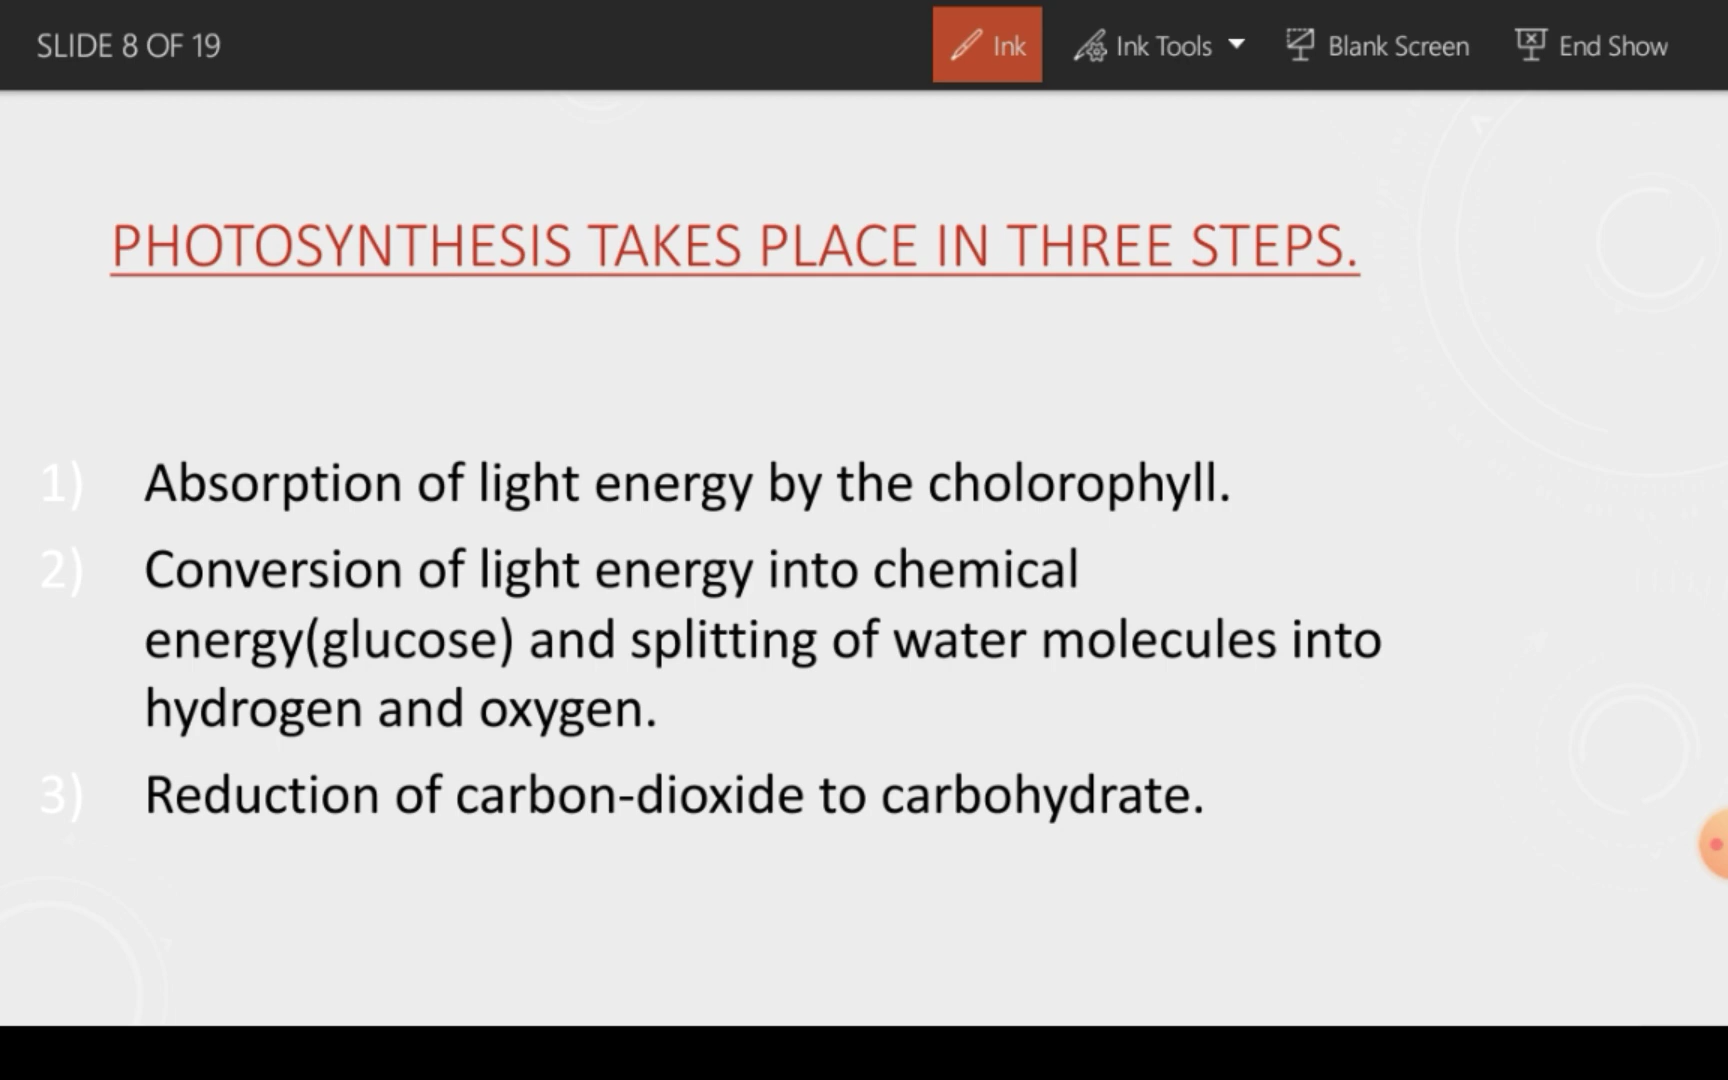 SLIDE 8 OF 19
Ink
Ink Tools
Blank Screen
End Show
PHOTOSYNTHESIS TAKES PLACE IN THREE STEPS.
1) Absorption of light energy by the cholorophyll.
2) Conversion of light energy into chemical
energy(glucose) and splitting of water molecules into
hydrogen and oxygen.
3) Reduction of carbon-dioxide to carbohydrate.